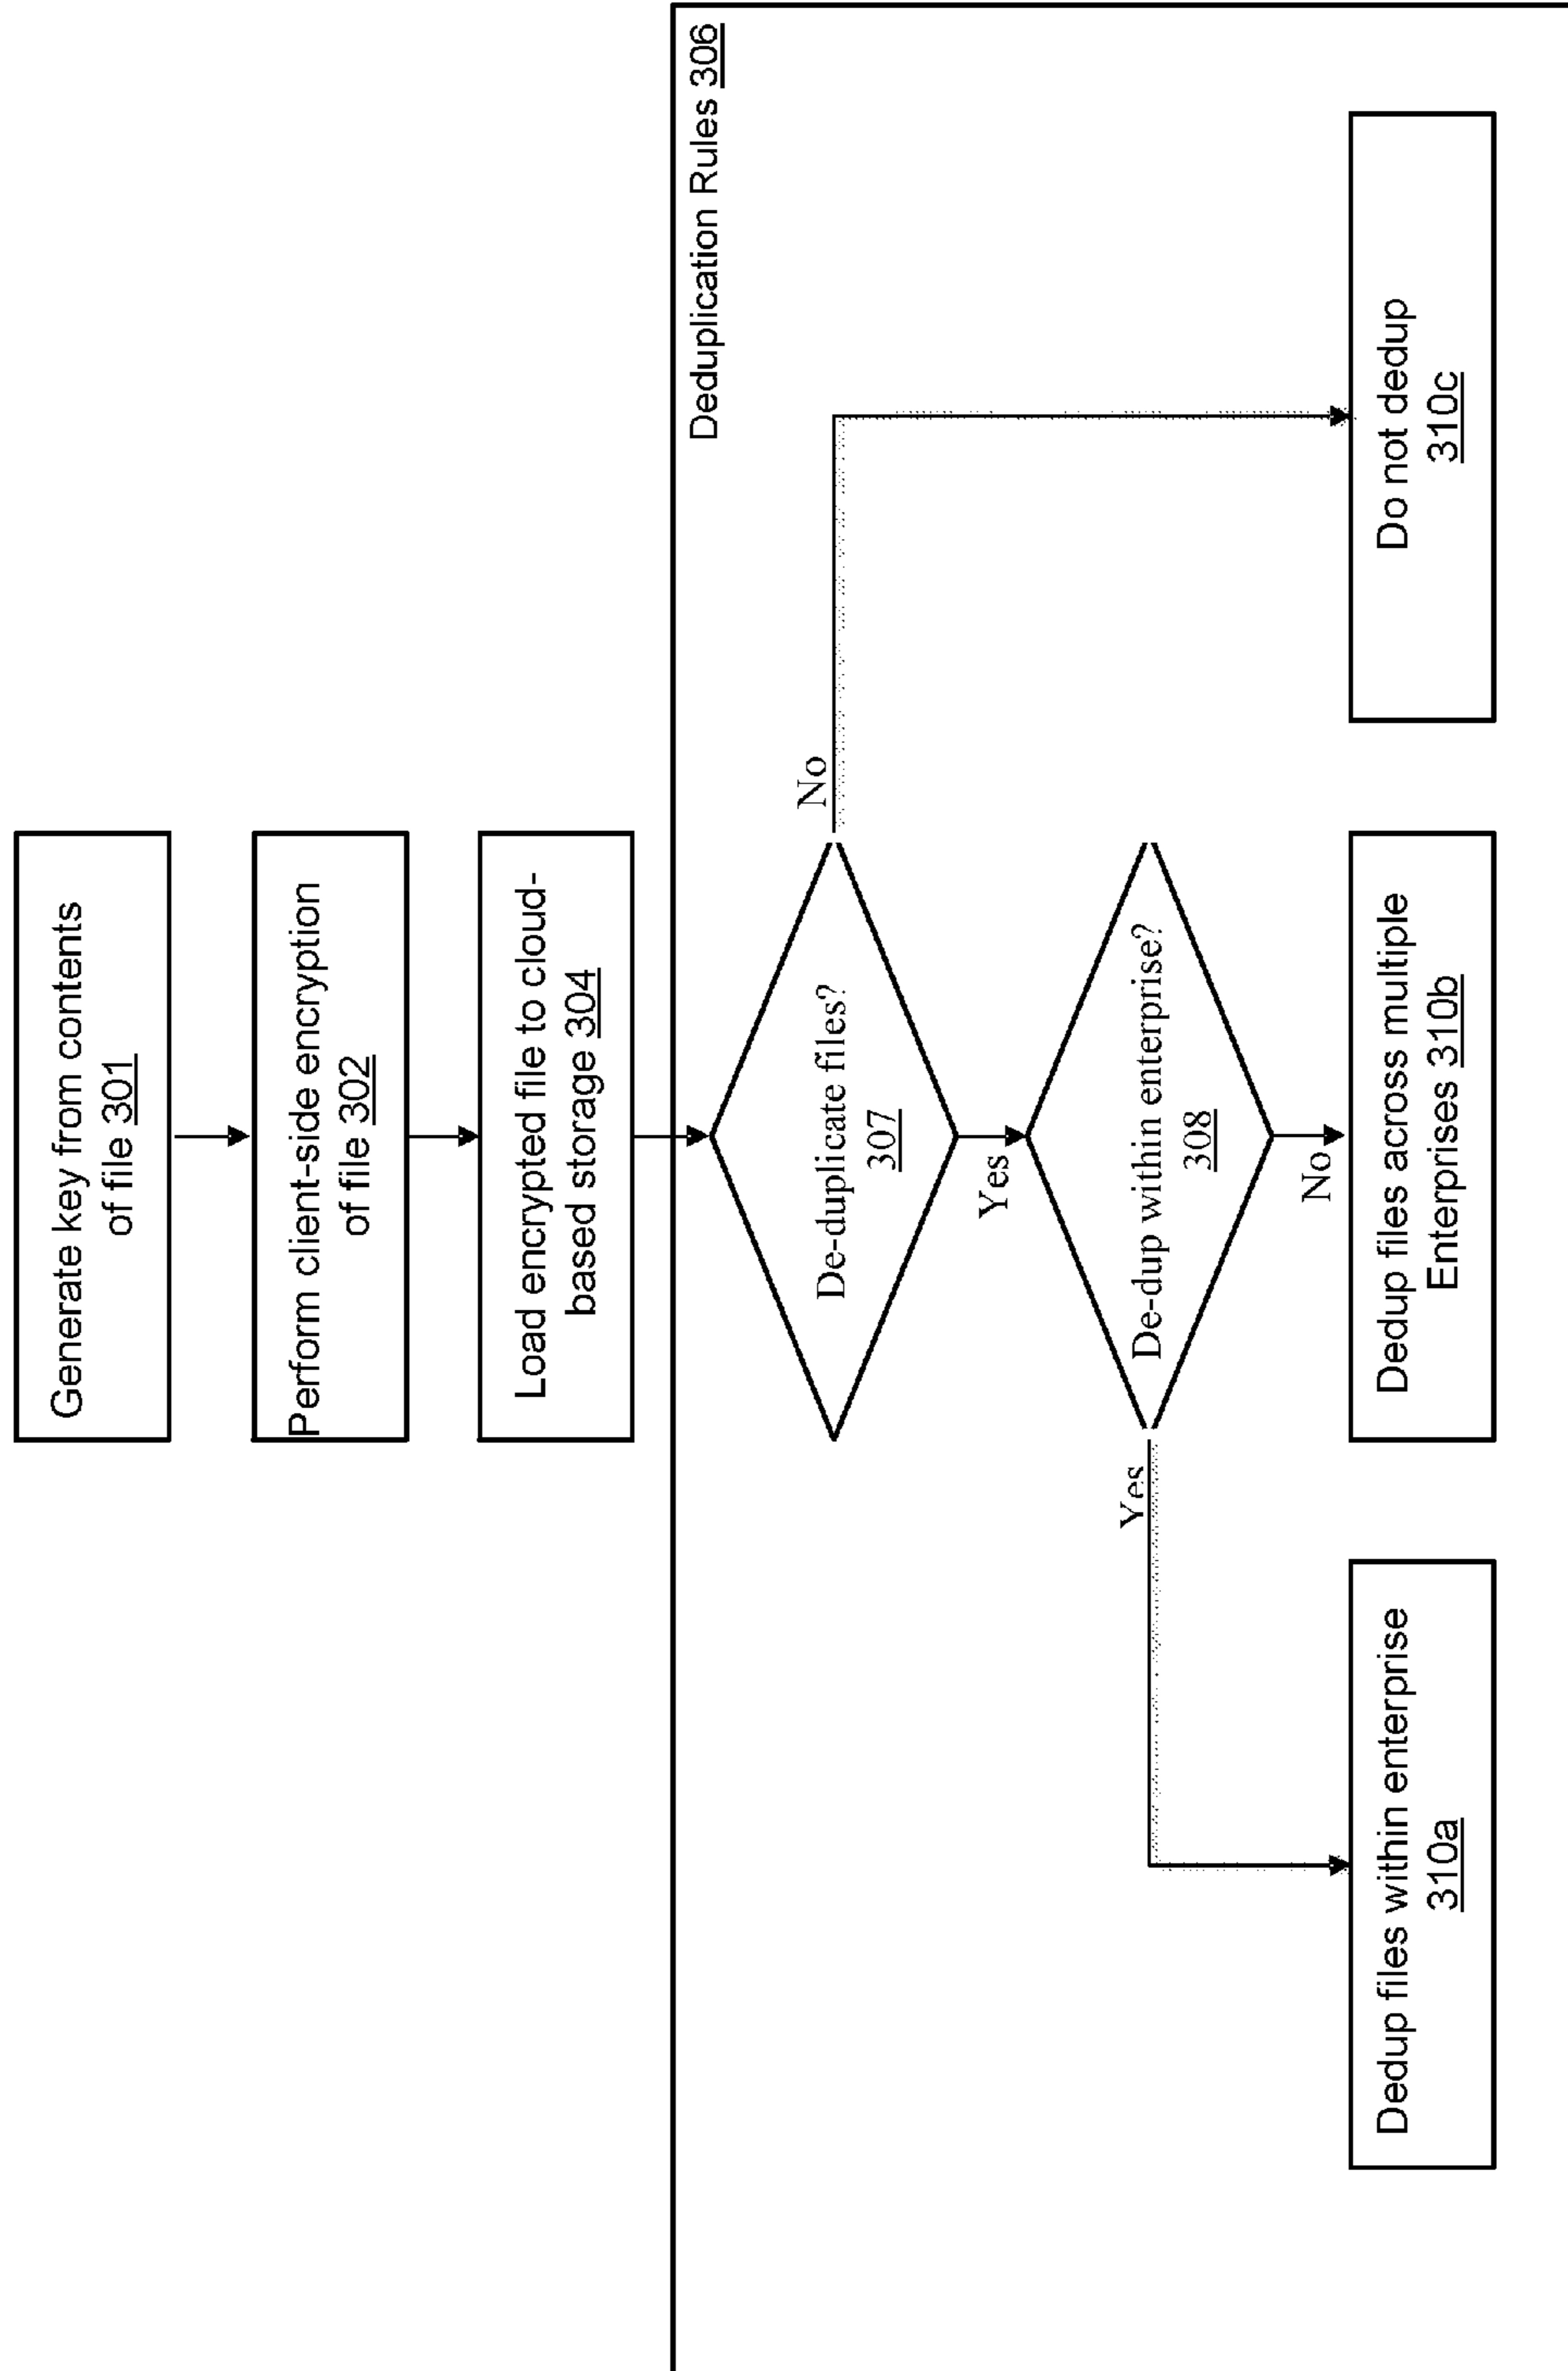 Generate key from contents
of file 301
Perform client-side encryption
of file 302
Load encrypted file to cloud-
based storage 304
Deduplication Rules 306
De-duplicate files?
307
No
Yes
De-dup within enterprise?
308
Yes
No
Dedup files within enterprise
310a
Dedup files across multiple
Enterprises 310b
Do not dedup
310c